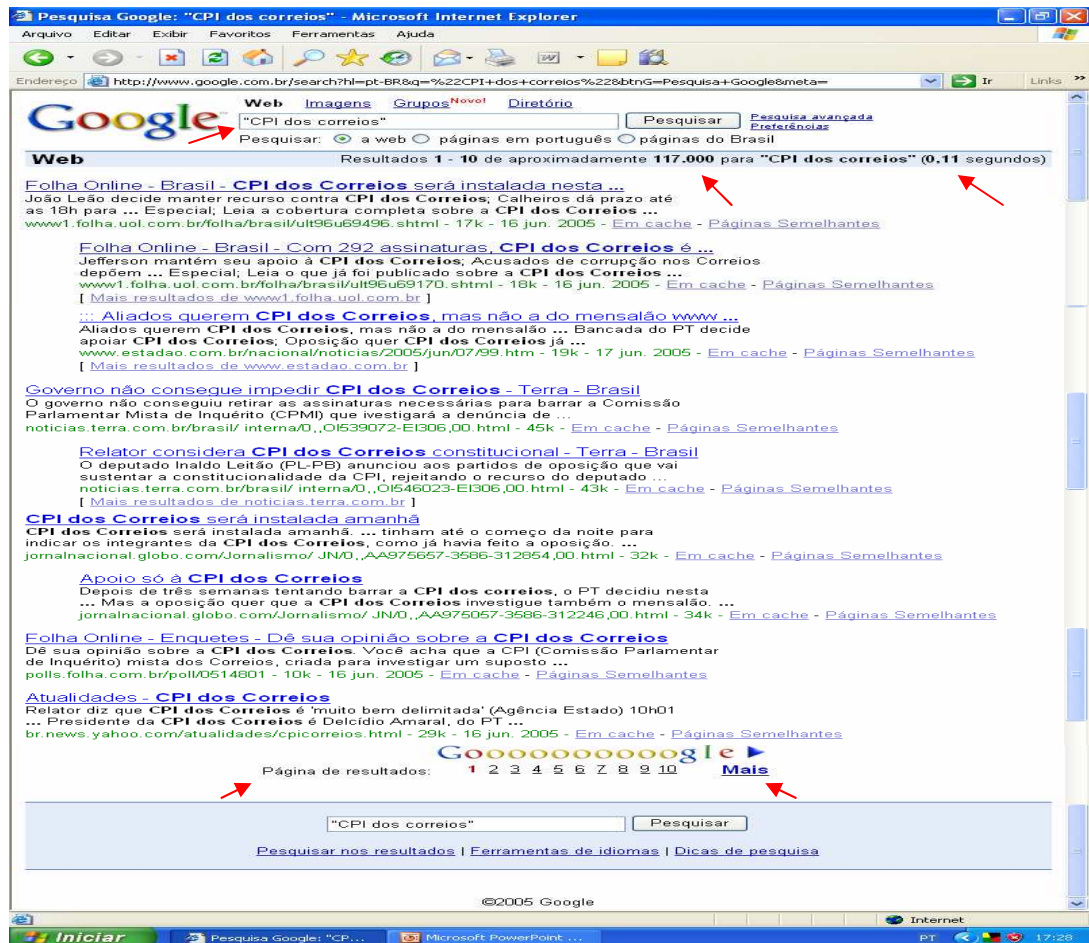 Pesquisa Google: "CPI dos correios" - Microsoft Internet Explorer
Arquivo Editar Exibir Favoritos Ferramentas Ajuda
Endereço http://www.google.com.br/search?hl=pt-BR&q=%22CPI+dos+correios%22&btnG=Pesquisa+Google&meta= Ir Links »
Web Imagens Grupos Novo! Diretório
Google "CPI dos correios" Pesquisar Pesquisa avançada
Preferências
Pesquisar: a web páginas em português páginas do Brasil
Web Resultados 1 - 10 de aproximadamente 117.000 para "CPI dos correios" (0,11 segundos)
Folha Online - Brasil - CPI dos Correios será instalada nesta ...
João Leão decide manter recurso contra CPI dos Correios; Calheiros dá prazo até
as 18h para ... Especial; Leia a cobertura completa sobre a CPI dos Correios ...
www1.folha.uol.com.br/folha/brasil/ult96u69496.shtml - 17k - 16 jun. 2005 - Em cache - Páginas Semelhantes
Folha Online - Brasil - Com 292 assinaturas, CPI dos Correios é ...
Jefferson mantém seu apoio à CPI dos Correios; Acusados de corrupção nos Correios
depõem ... Especial; Leia o que já foi publicado sobre a CPI dos Correios ...
www1.folha.uol.com.br/folha/brasil/ult96u69170.shtml - 18k - 16 jun. 2005 - Em cache - Páginas Semelhantes
[ Mais resultados de www1.folha.uol.com.br ]
::: Aliados querem CPI dos Correios, mas não a do mensalão www ...
Aliados querem CPI dos Correios, mas não a do mensalão ... Bancada do PT decide
apoiar CPI dos Correios; Oposição quer CPI dos Correios já ...
www.estadao.com.br/nacional/noticias/2005/jun/07/99.htm - 19k - 17 jun. 2005 - Em cache - Páginas Semelhantes
[ Mais resultados de www.estadao.com.br ]
Governo não consegue impedir CPI dos Correios - Terra - Brasil
O governo não conseguiu retirar as assinaturas necessárias para barrar a Comissão
Parlamentar Mista de Inquérito (CPMI) que ivestigará a denúncia de ...
noticias.terra.com.br/brasil/ interna/0,,OI539072-EI306,00.html - 45k - Em cache - Páginas Semelhantes
Relator considera CPI dos Correios constitucional - Terra - Brasil
O deputado Inaldo Leitão (PL-PB) anunciou aos partidos de oposição que vai
sustentar a constitucionalidade da CPI, rejeitando o recurso do deputado ...
noticias.terra.com.br/brasil/ interna/0,,OI546023-EI306,00.html - 43k - Em cache - Páginas Semelhantes
[ Mais resultados de noticias.terra.com.br ]
CPI dos Correios será instalada amanhã
CPI dos Correios será instalada amanhã. ... tinham até o começo da noite para
indicar os integrantes da CPI dos Correios, como já havia feito a oposição. ...
jornalnacional.globo.com/Jornalismo/ JN/0,,AA975657-3586-312854,00.html - 32k - Em cache - Páginas Semelhantes
Apoio só à CPI dos Correios
Depois de três semanas tentando barrar a CPI dos correios, o PT decidiu nesta
... Mas a oposição quer que a CPI dos Correios investigue também o mensalão. ...
jornalnacional.globo.com/Jornalismo/ JN/0,,AA975057-3586-312246,00.html - 34k - Em cache - Páginas Semelhantes
Folha Online - Enquetes - Dê sua opinião sobre a CPI dos Correios
Dê sua opinião sobre a CPI dos Correios. Você acha que a CPI (Comissão Parlamentar
de Inquérito) mista dos Correios, criada para investigar um suposto ...
polls.folha.com.br/poll/0514801 - 10k - 16 jun. 2005 - Em cache - Páginas Semelhantes
Atualidades - CPI dos Correios
Relator diz que CPI dos Correios é 'muito bem delimitada' (Agência Estado) 10h01
... Presidente da CPI dos Correios é Delcídio Amaral, do PT ...
br.news.yahoo.com/atualidades/cpicorreios.html - 29k - 16 jun. 2005 - Em cache - Páginas Semelhantes
Goooooooooogle
Página de resultados: 1 2 3 4 5 6 7 8 9 10 Mais
"CPI dos correios" Pesquisar
Pesquisar nos resultados | Ferramentas de idiomas | Dicas de pesquisa
©2005 Google
Internet
Iniciar Pesquisa Google: "CP... Microsoft PowerPoint ... PT 17:28